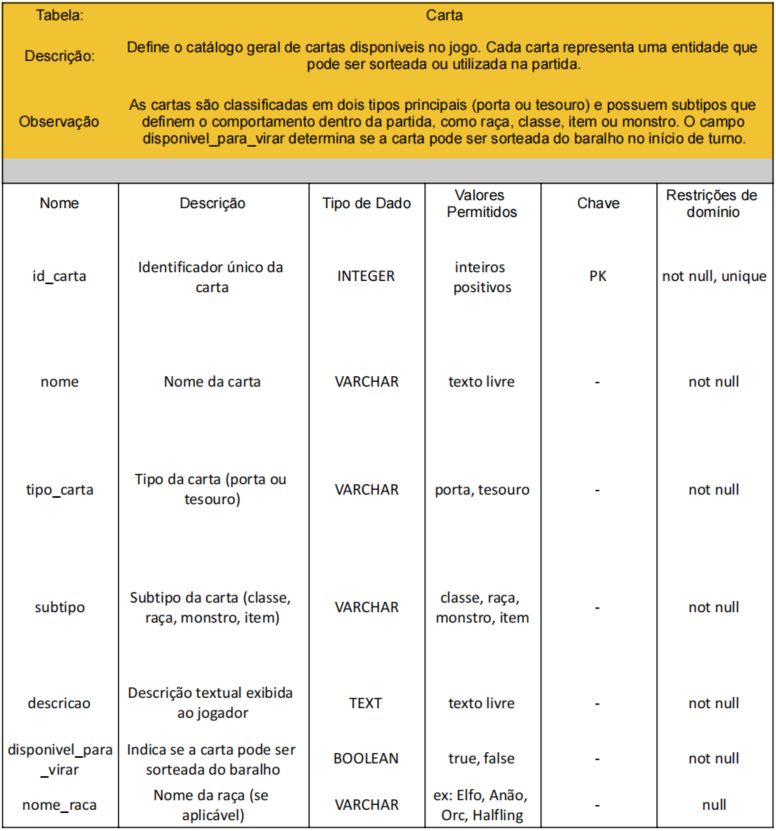 Tabela:
Carta
Descrição:
Define o catálogo geral de cartas disponíveis no jogo. Cada carta representa uma entidade que
pode ser sorteada ou utilizada na partida.
Observação
As cartas são classificadas em dois tipos principais (porta ou tesouro) e possuem subtipos que
definem o comportamento dentro da partida, como raça, classe, item ou monstro. O campo
disponivel_para_virar determina se a carta pode ser sorteada do baralho no início de turno.
Nome
Descrição
Tipo de Dado
Valores
Permitidos
Chave
Restrições de
domínio
id_carta
Identificador único da
carta
INTEGER
inteiros
positivos
PK
not null, unique
nome
Nome da carta
VARCHAR
texto livre
-
not null
tipo_carta
Tipo da carta (porta ou
tesouro)
VARCHAR
porta, tesouro
-
not null
subtipo
Subtipo da carta (classe,
raça, monstro, item)
VARCHAR
classe, raça,
monstro, item
-
not null
descricao
Descrição textual exibida
ao jogador
TEXT
texto livre
-
not null
disponivel_para
_virar
Indica se a carta pode ser
sorteada do baralho
BOOLEAN
true, false
-
not null
nome_raca
Nome da raça (se
aplicável)
VARCHAR
ex: Elfo, Anão,
Orc, Halfling
-
null